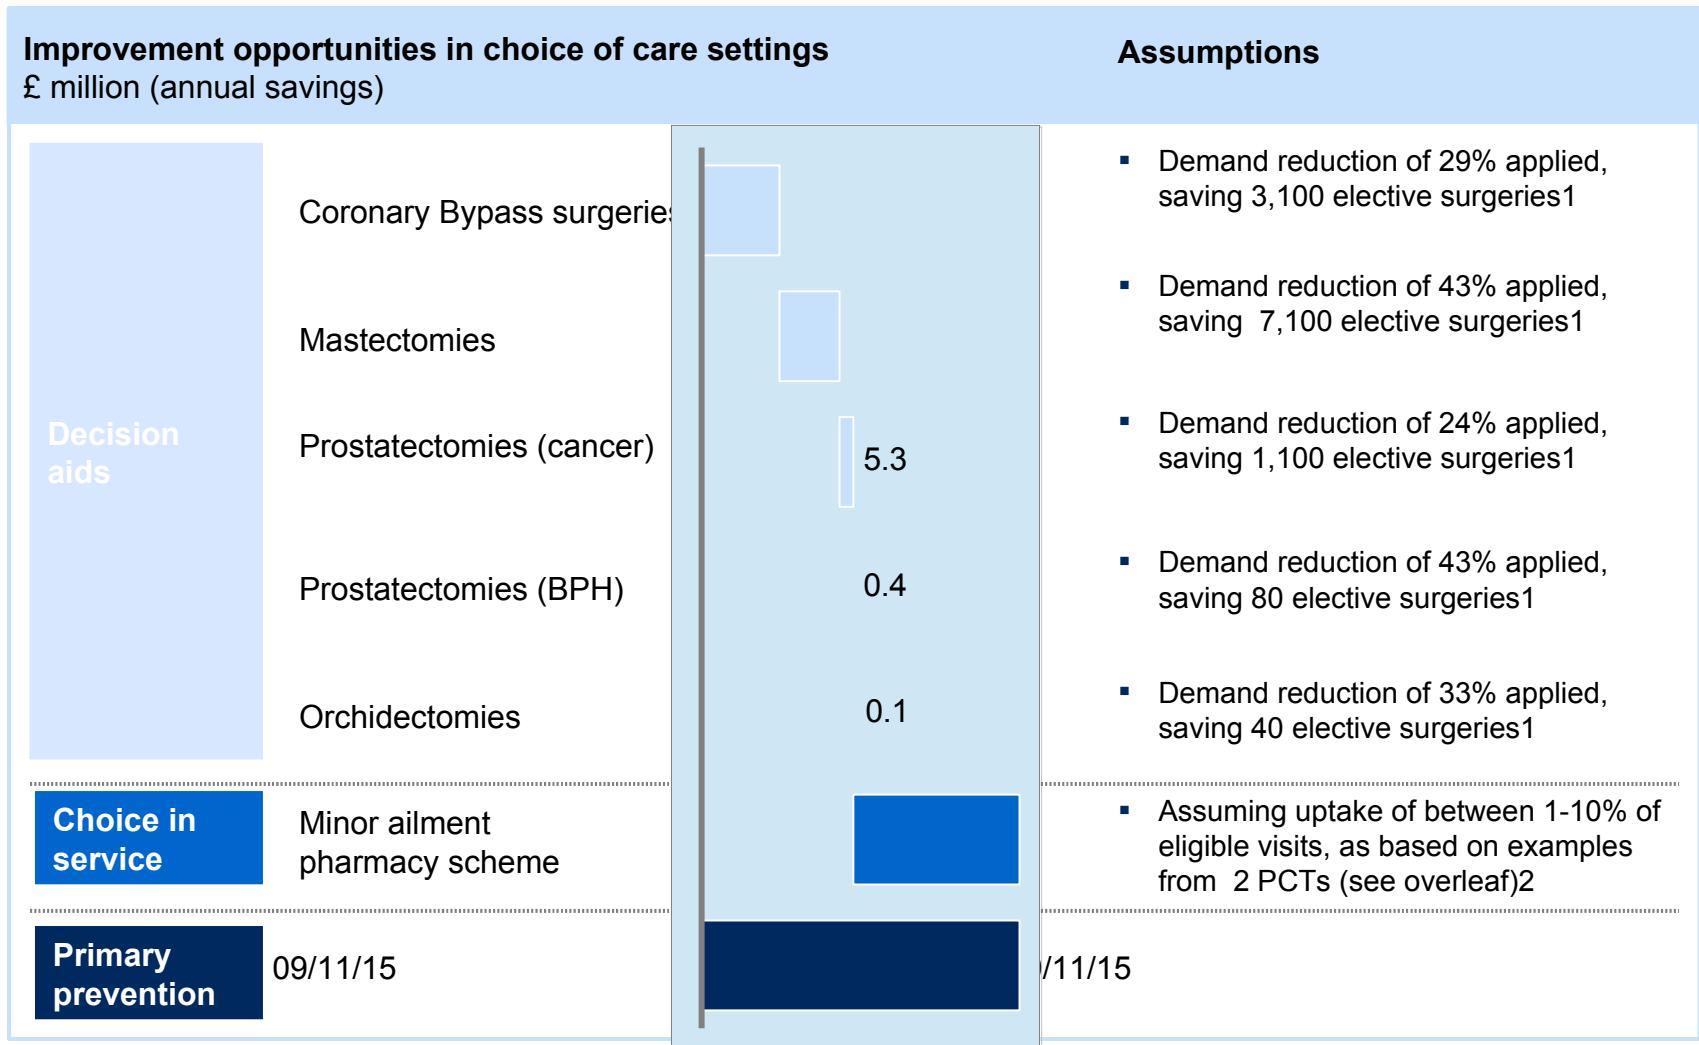 Improvement opportunities in choice of care settings
£ million (annual savings)
Assumptions
Decision
aids
Coronary Bypass surgeries
▪ Demand reduction of 29% applied,
saving 3,100 elective surgeries1
Mastectomies
▪ Demand reduction of 43% applied,
saving 7,100 elective surgeries1
Prostatectomies (cancer)
5.3
▪ Demand reduction of 24% applied,
saving 1,100 elective surgeries1
Prostatectomies (BPH)
0.4
▪ Demand reduction of 43% applied,
saving 80 elective surgeries1
Orchidectomies
0.1
▪ Demand reduction of 33% applied,
saving 40 elective surgeries1
Choice in
service
Minor ailment
pharmacy scheme
▪ Assuming uptake of between 1-10% of
eligible visits, as based on examples
from 2 PCTs (see overleaf)2
Primary
prevention
09/11/15
/11/15